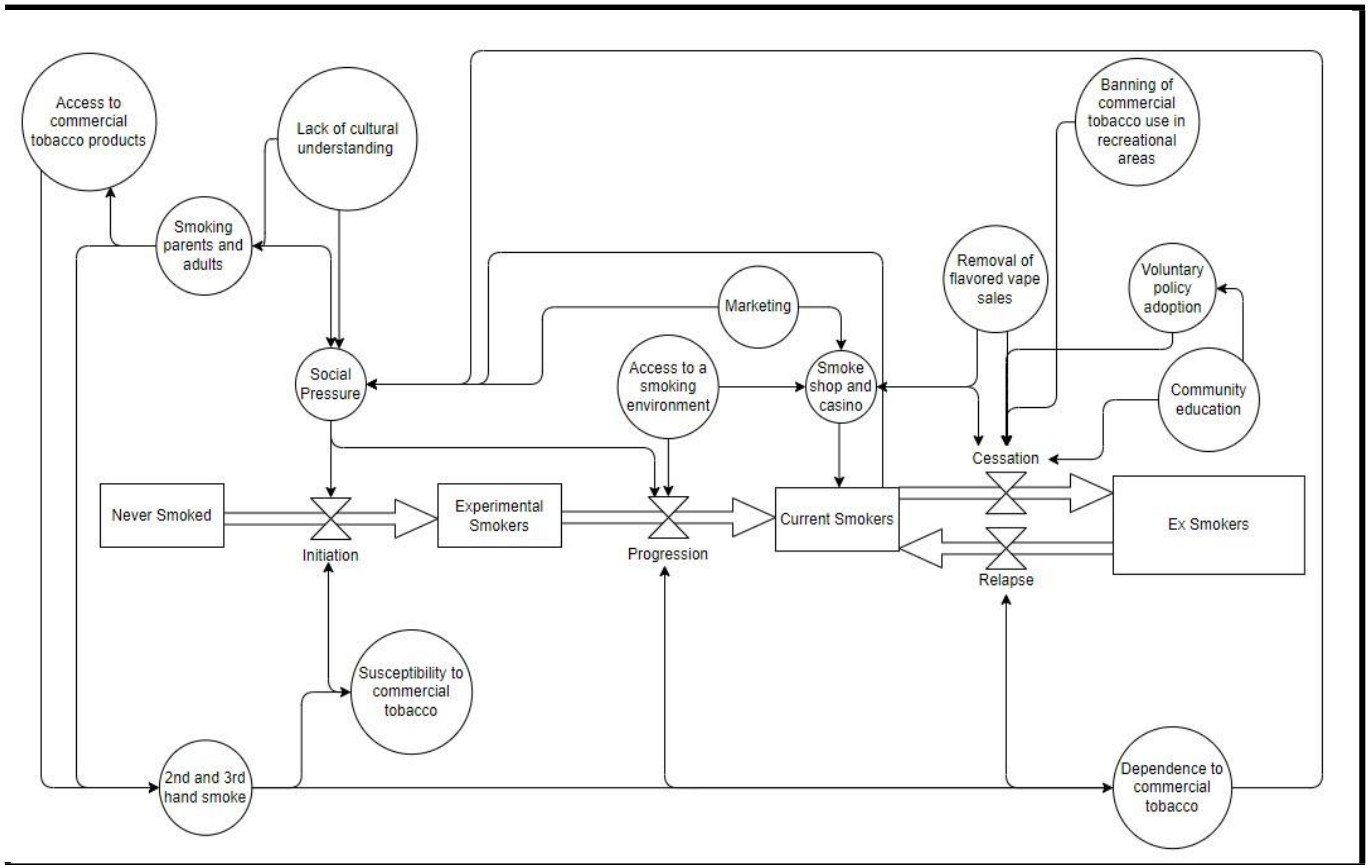 Access to
commercial
tobacco products
Lack of cultural
understanding
Banning of
commercial
tobacco use in
recreational
areas
Smoking
parents and
adults
Removal of
flavored vape
sales
Voluntary
policy
adoption
Marketing
Social
Pressure
Access to a
smoking
environment
Smoke
shop and
casino
Community
education
Cessation
Never Smoked
Experimental
Smokers
Current Smokers
Ex Smokers
Initiation
Progression
Relapse
Susceptibility to
commercial
tobacco
2nd and 3rd
hand smoke
Dependence to
commercial
tobacco